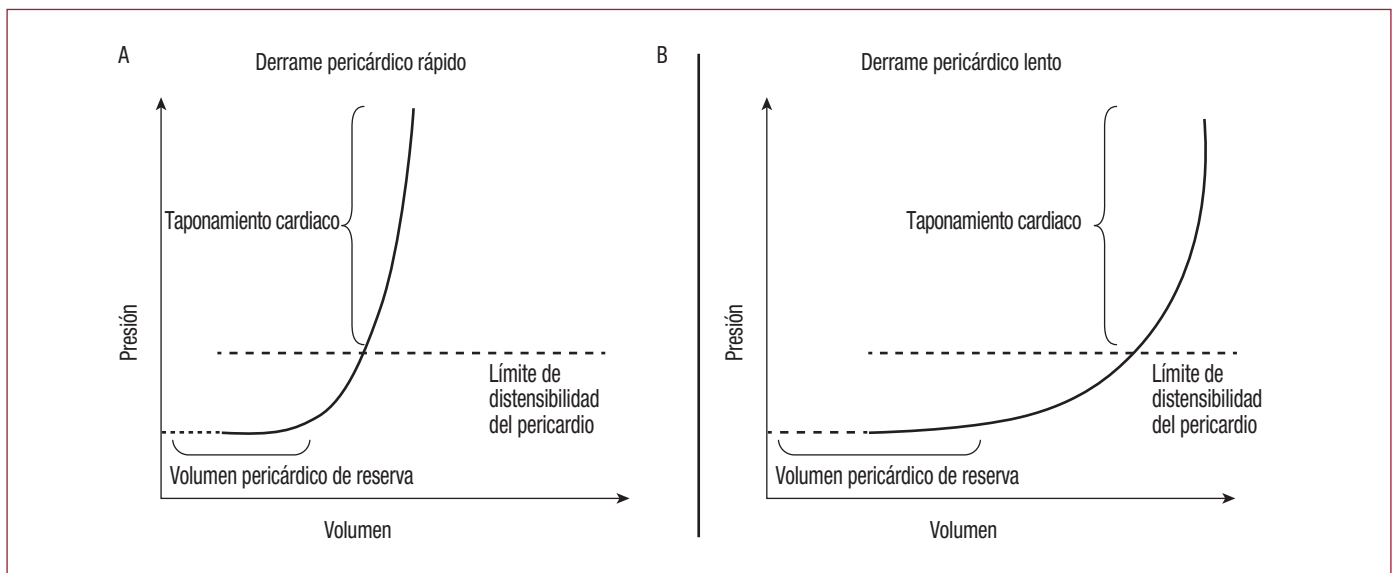 A
Derrame pericárdico rápido
Taponamiento cardiaco
Presión
Límite de
distensibilidad
del pericardio
Volumen pericárdico de reserva
Volumen
B
Derrame pericárdico lento
Taponamiento cardiaco
Presión
Límite de
distensibilidad
del pericardio
Volumen pericárdico de reserva
Volumen